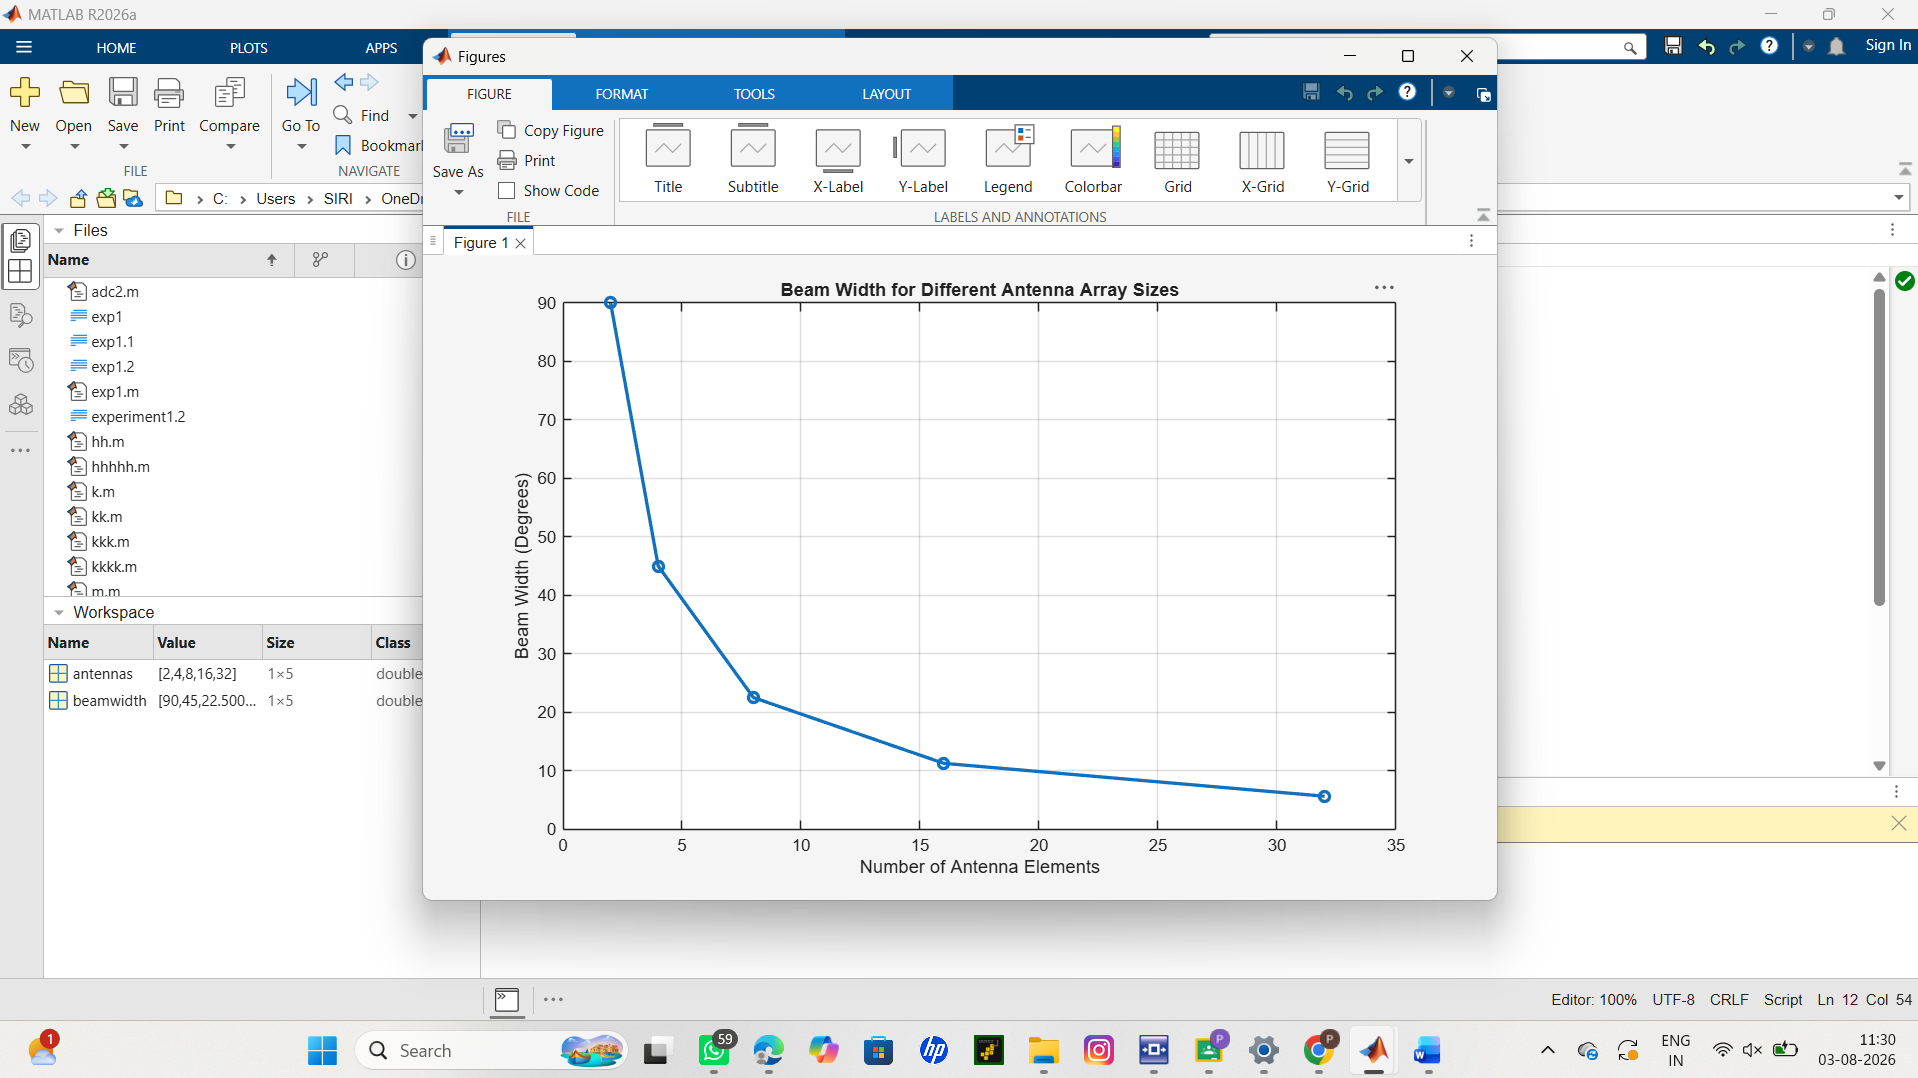 MATLAB R2026a
HOME PLOTS APPS
Sign In
New Open Save Print Compare Go To
Find
FILE NAVIGATE
C: Users SIRI
Files
Name
adc2.m
exp1
exp1.1
exp1.2
exp1.m
experiment1.2
hh.m
hhhhh.m
k.m
kk.m
kkk.m
kkkk.m
m.m
Workspace
Name Value Size Class
antennas [2,4,8,16,32] 1×5 double
beamwidth [90,45,22.500... 1×5 double
Figures
FIGURE FORMAT TOOLS LAYOUT
Save As
Copy Figure
Print
Show Code
FILE
Title Subtitle X-Label Y-Label Legend Colorbar Grid X-Grid Y-Grid
LABELS AND ANNOTATIONS
Figure 1
Beam Width for Different Antenna Array Sizes
90
80
70
60
50
40
30
20
10
0
Beam Width (Degrees)
0 5 10 15 20 25 30 35
Number of Antenna Elements
Editor: 100% UTF-8 CRLF Script Ln 12 Col 54
1
Search
59
hp
P
P
W
ENG
IN
11:30
03-08-2026